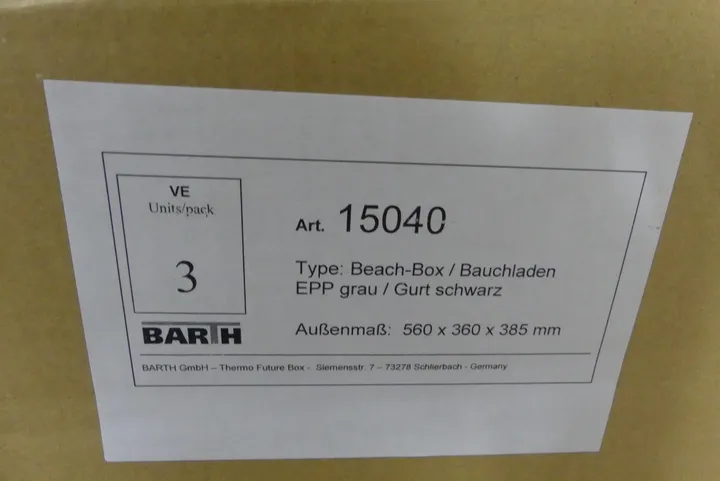 VE
Units/pack
3
Art. 15040
Type: Beach-Box / Bauchladen
EPP grau / Gurt schwarz
BARTH
Außenmaß: 560 x 360 x 385 mm
BARTH GmbH – Thermo Future Box - Siemensstr. 7 – 73278 Schlierbach - Germany